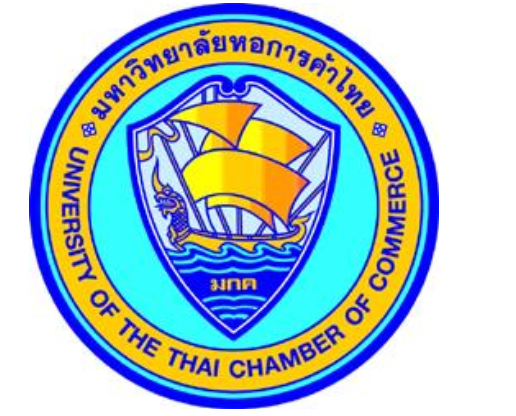 มหาวิทยาลัยหอการค้าไทย
มกค
UNIVERSITY OF THE THAI CHAMBER OF COMMERCE